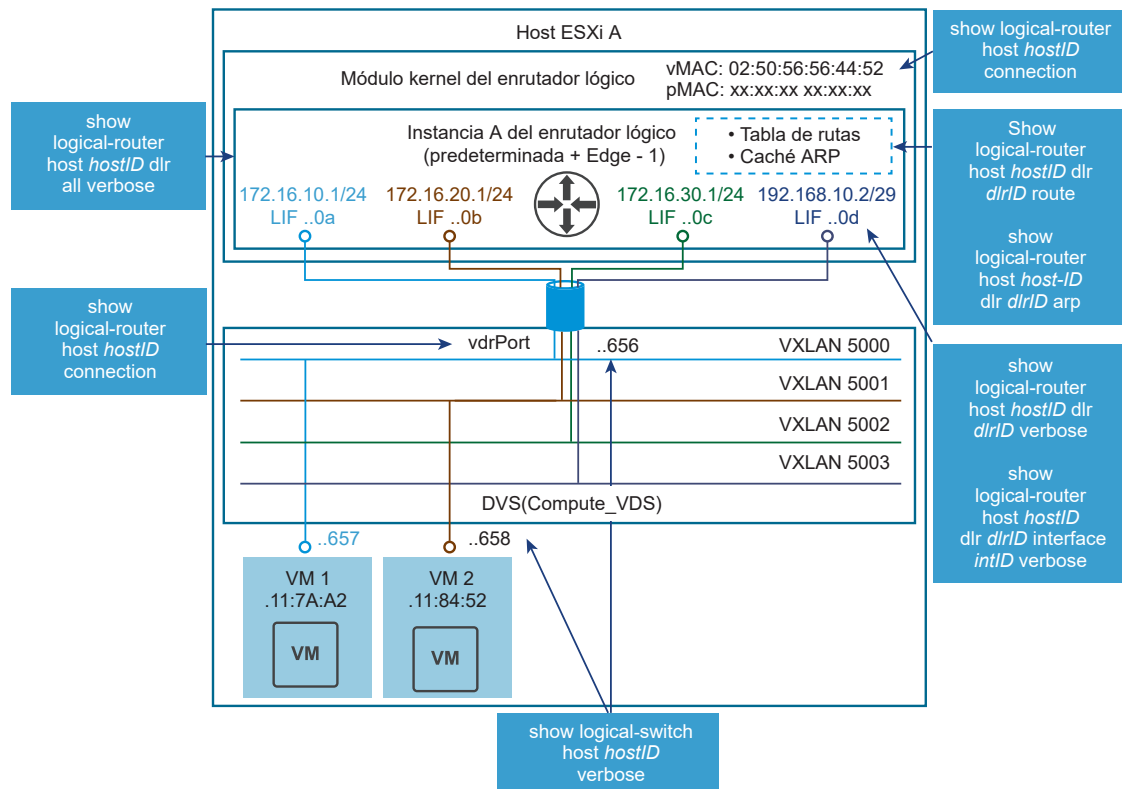 Host ESXi A
Módulo kernel del enrutador lógico
vMAC: 02:50:56:56:44:52
pMAC: xx:xx:xx xx:xx:xx
show logical-router
host hostID
connection
show
logical-router
host hostID dlr
all verbose
Instancia A del enrutador lógico
(predeterminada + Edge - 1)
• Tabla de rutas
• Caché ARP
Show
logical-router
host hostID dlr
dlrID route
show
logical-router
host host-ID
dlr dlrID arp
172.16.10.1/24
LIF ..0a
172.16.20.1/24
LIF ..0b
172.16.30.1/24
LIF ..0c
192.168.10.2/29
LIF ..0d
show
logical-router
host hostID
connection
vdrPort
..656
VXLAN 5000
VXLAN 5001
VXLAN 5002
VXLAN 5003
DVS(Compute_VDS)
show
logical-router
host hostID dlr
dlrID verbose
show
logical-router
host hostID
dlr dlrID interface
intID verbose
..657
..658
VM 1
.11:7A:A2
VM
VM 2
.11:84:52
VM
show logical-switch
host hostID
verbose